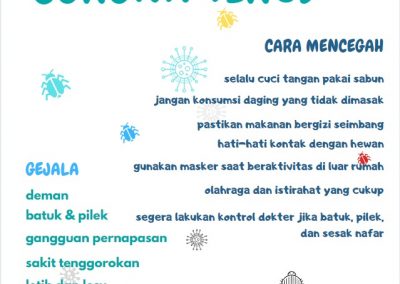 CARA MENCEGAH
selalu cuci tangan pakai sabun
jangan konsumsi daging yang tidak dimasak
pastikan makanan bergizi seimbang
hati-hati kontak dengan hewan
gunakan masker saat beraktivitas di luar rumah
olahraga dan istirahat yang cukup
segera lakukan kontrol dokter jika batuk, pilek,
dan sesak nafar
GEJALA
deman
batuk & pilek
gangguan pernapasan
sakit tenggorokan